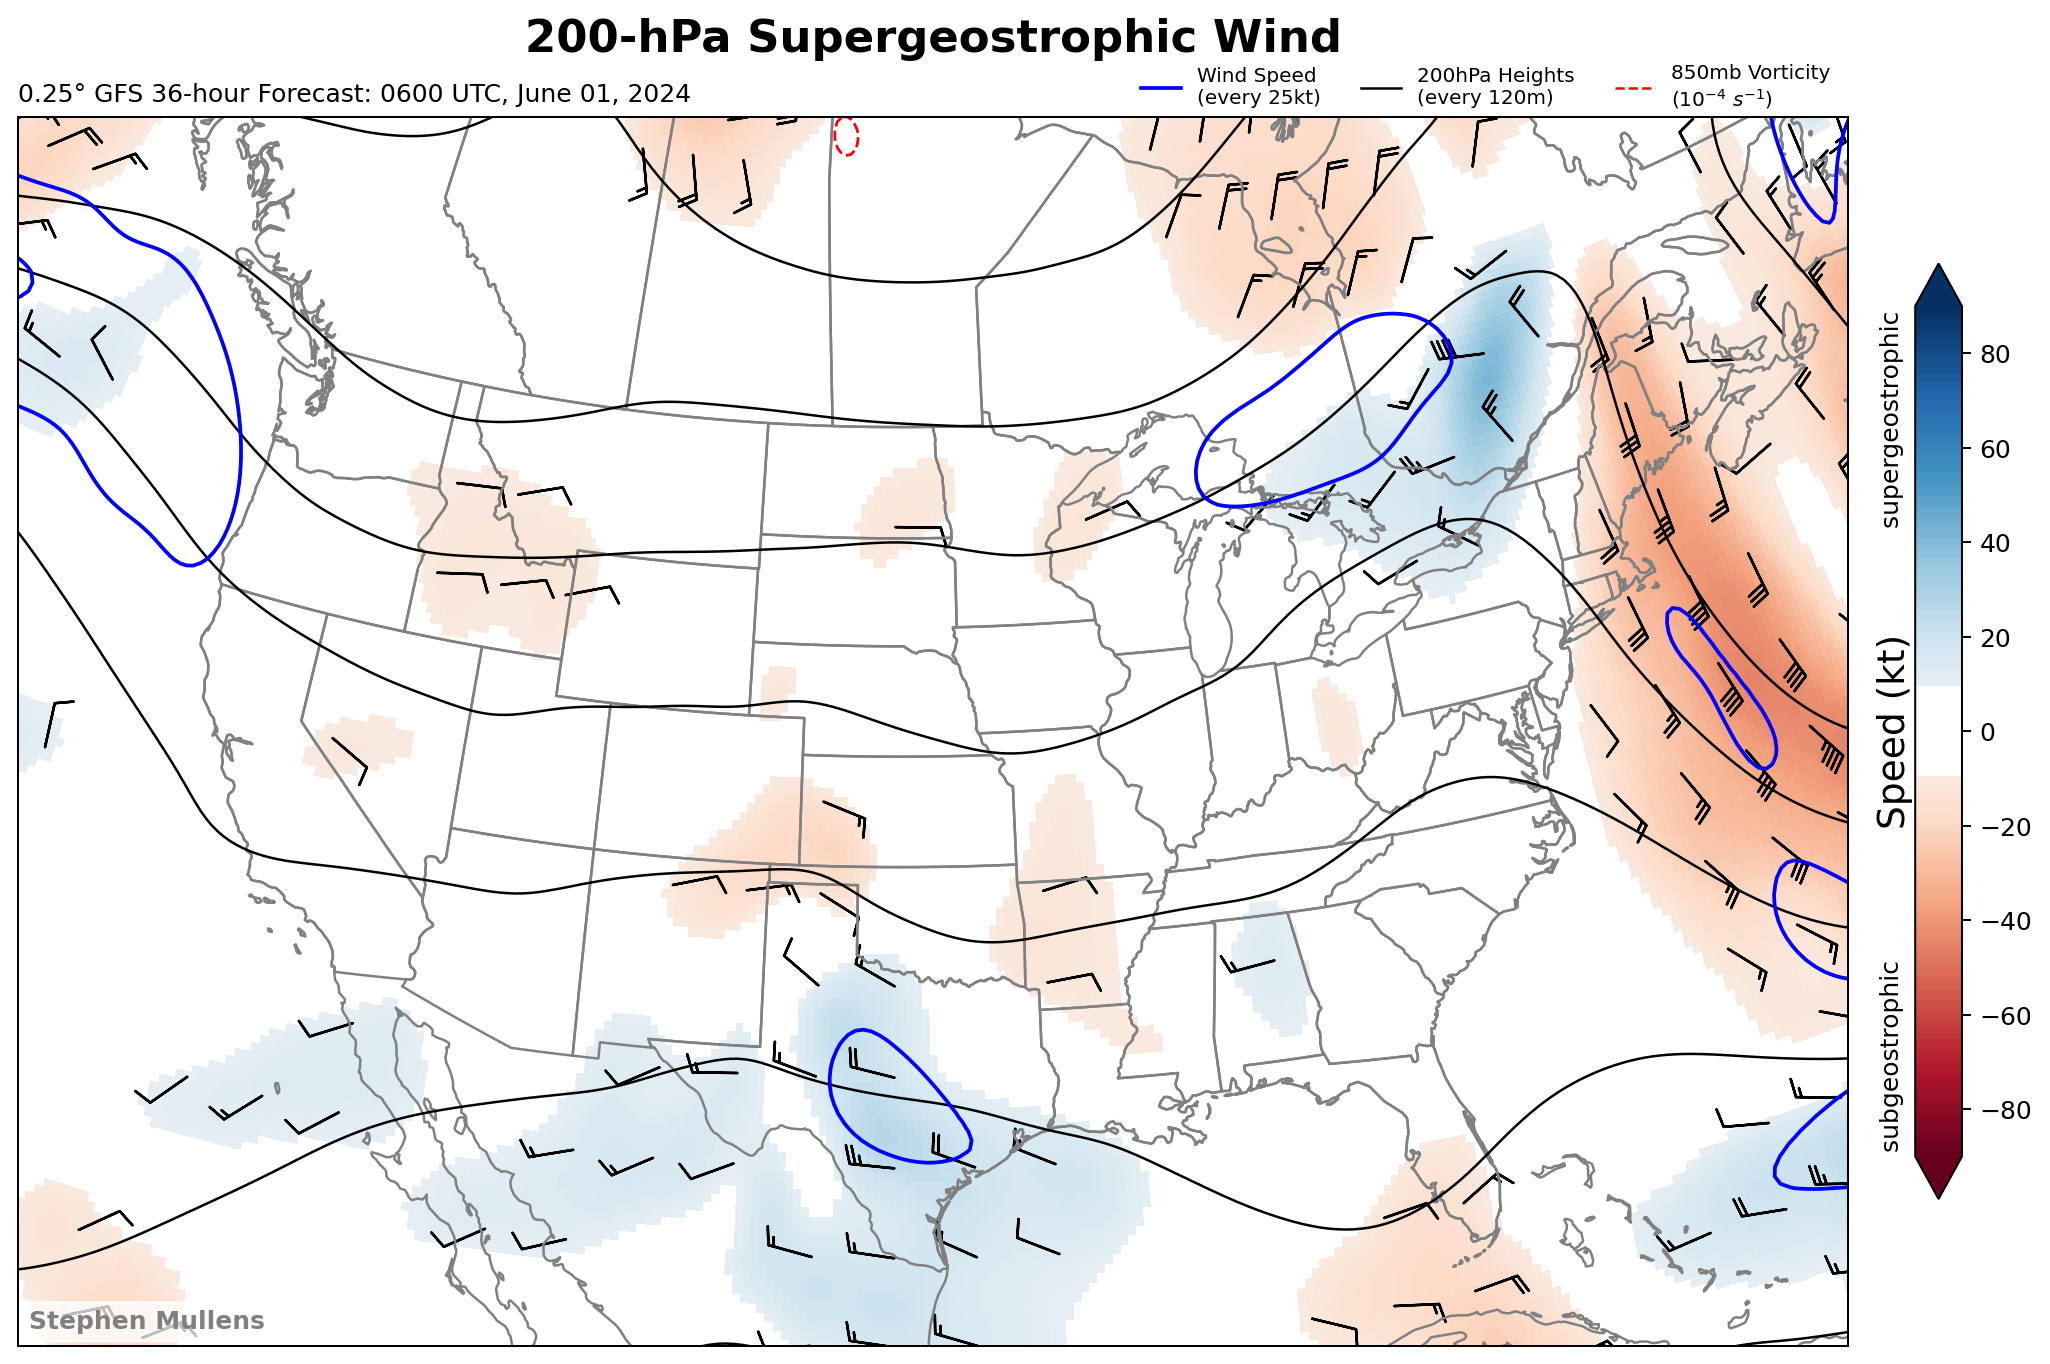 200-hPa Supergeostrophic Wind
0.25° GFS 36-hour Forecast: 0600 UTC, June 01, 2024
Wind Speed
(every 25kt)
200hPa Heights
(every 120m)
850mb Vorticity
(10⁻⁴ s⁻¹)
supergeostrophic
Speed (kt)
subgeostrophic
80
60
40
20
0
−20
−40
−60
−80
Stephen Mullens